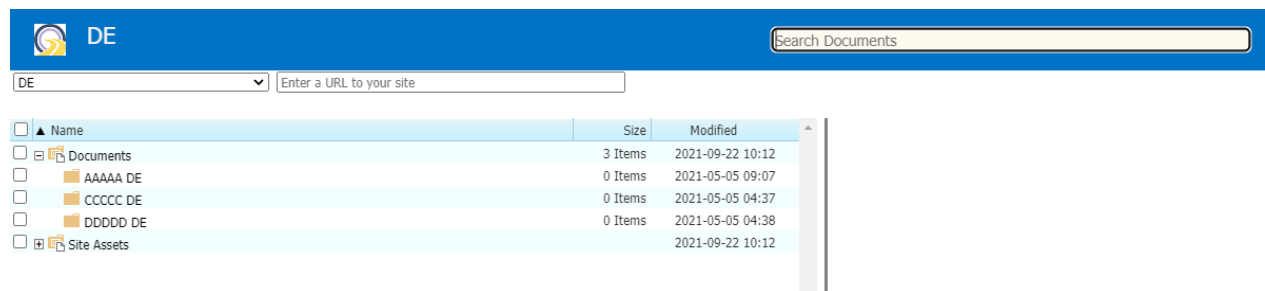 DE
Search Documents
DE Enter a URL to your site
▲ Name Size Modified
Documents 3 Items 2021-09-22 10:12
AAAAA DE 0 Items 2021-05-05 09:07
CCCCC DE 0 Items 2021-05-05 04:37
DDDDD DE 0 Items 2021-05-05 04:38
Site Assets 2021-09-22 10:12